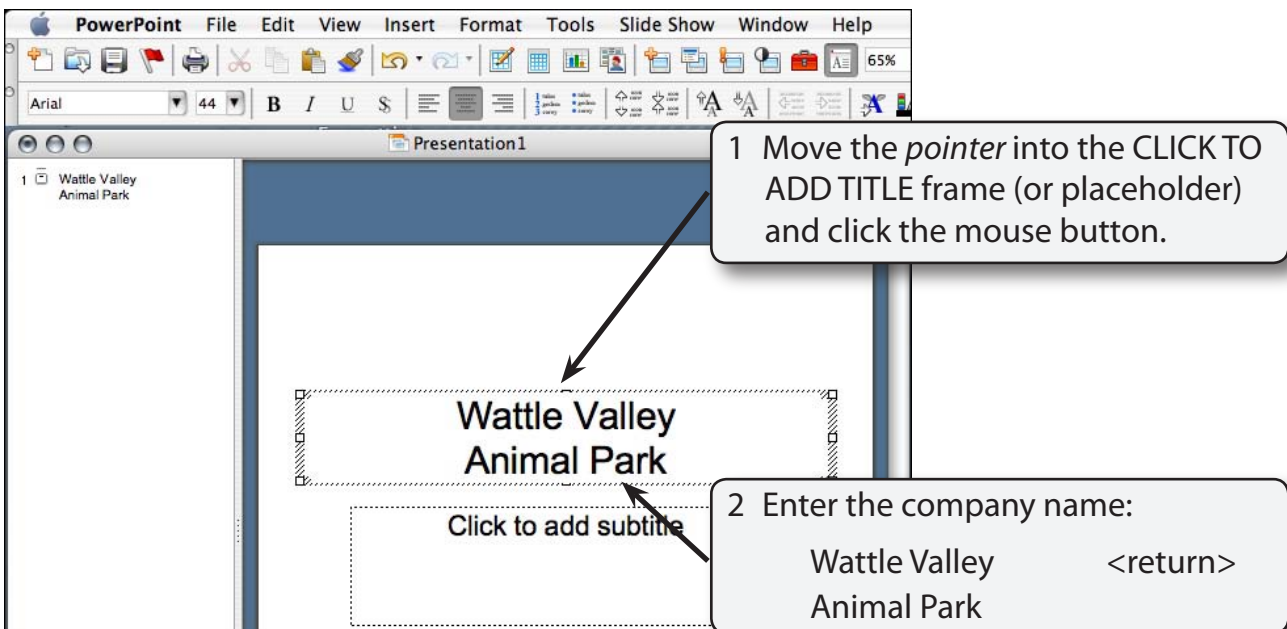 PowerPoint File Edit View Insert Format Tools Slide Show Window Help
65%
Arial 44 B I U S
Presentation1
1 Wattle Valley
Animal Park
1 Move the pointer into the CLICK TO
ADD TITLE frame (or placeholder)
and click the mouse button.
Wattle Valley
Animal Park
Click to add subtitle
2 Enter the company name:
Wattle Valley <return>
Animal Park